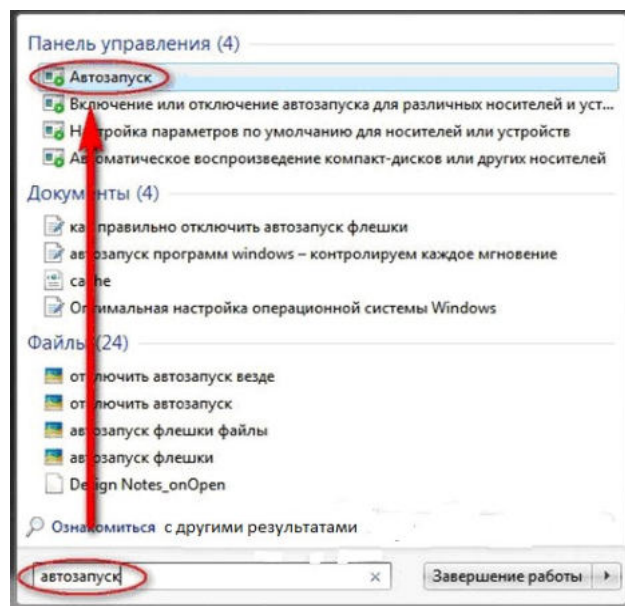 Панель управления (4)
Автозапуск
Включение или отключение автозапуска для различных носителей и уст...
Настройка параметров по умолчанию для носителей или устройств
Автоматическое воспроизведение компакт-дисков или других носителей
Документы (4)
как правильно отключить автозапуск флешки
автозапуск программ windows – контролируем каждое мгновение
cache
Оптимальная настройка операционной системы Windows
Файлы (24)
отключить автозапуск везде
отключить автозапуск
автозапуск флешки файлы
автозапуск флешки
Design Notes_onOpen
Ознакомиться с другими результатами
автозапуск
Завершение работы